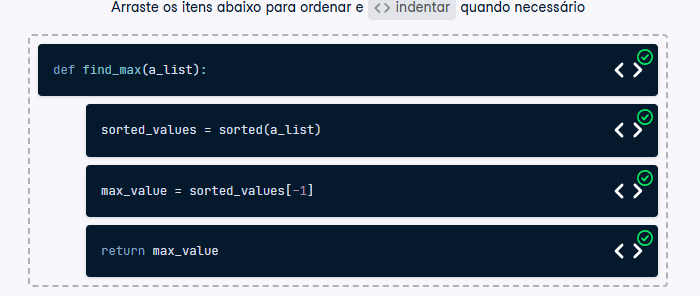 Arraste os itens abaixo para ordenar e <> indentar quando necessário
def find_max(a_list):
sorted_values = sorted(a_list)
max_value = sorted_values[-1]
return max_value